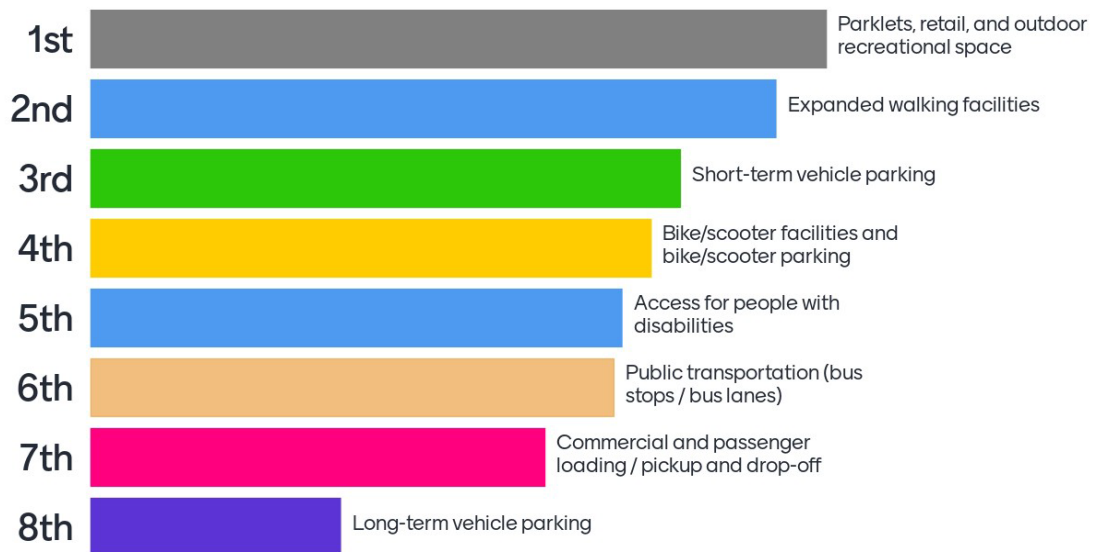 1st
Parklets, retail, and outdoor
recreational space
2nd
Expanded walking facilities
3rd
Short-term vehicle parking
4th
Bike/scooter facilities and
bike/scooter parking
5th
Access for people with
disabilities
6th
Public transportation (bus
stops / bus lanes)
7th
Commercial and passenger
loading / pickup and drop-off
8th
Long-term vehicle parking